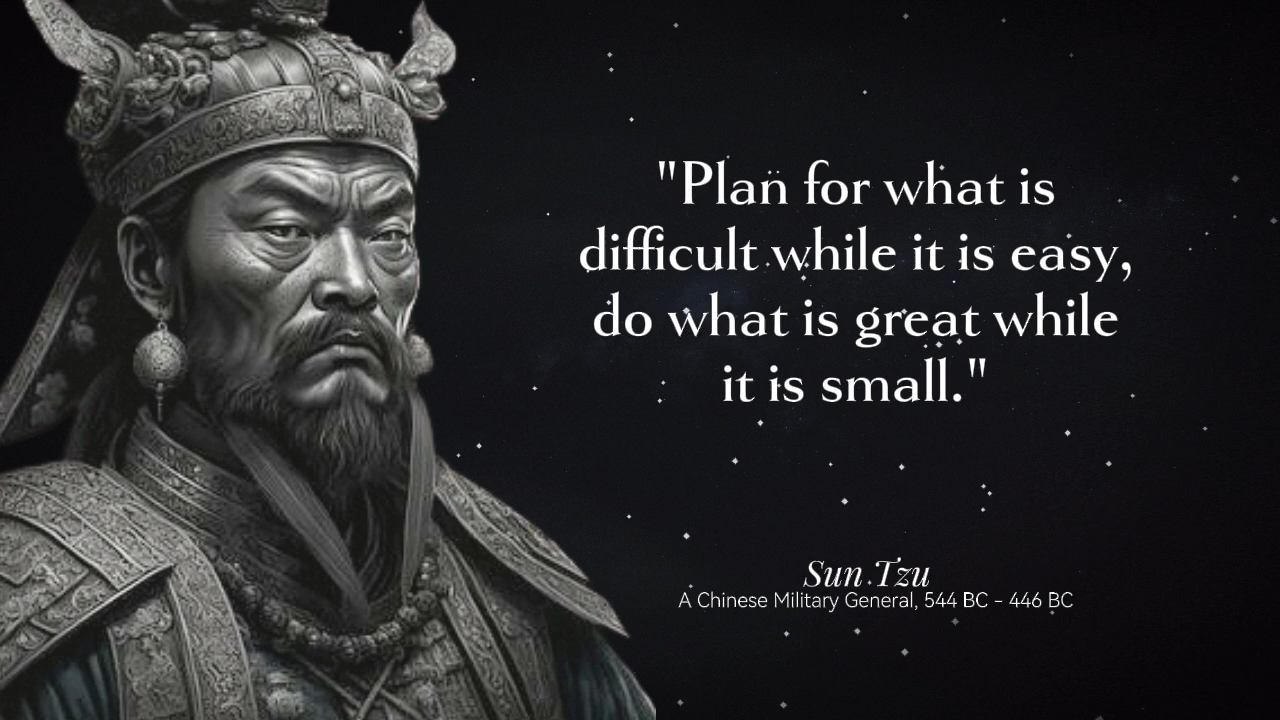 "Plan for what is
difficult while it is easy,
do what is great while
it is small."
Sun Tzu
A Chinese Military General, 544 BC - 446 BC